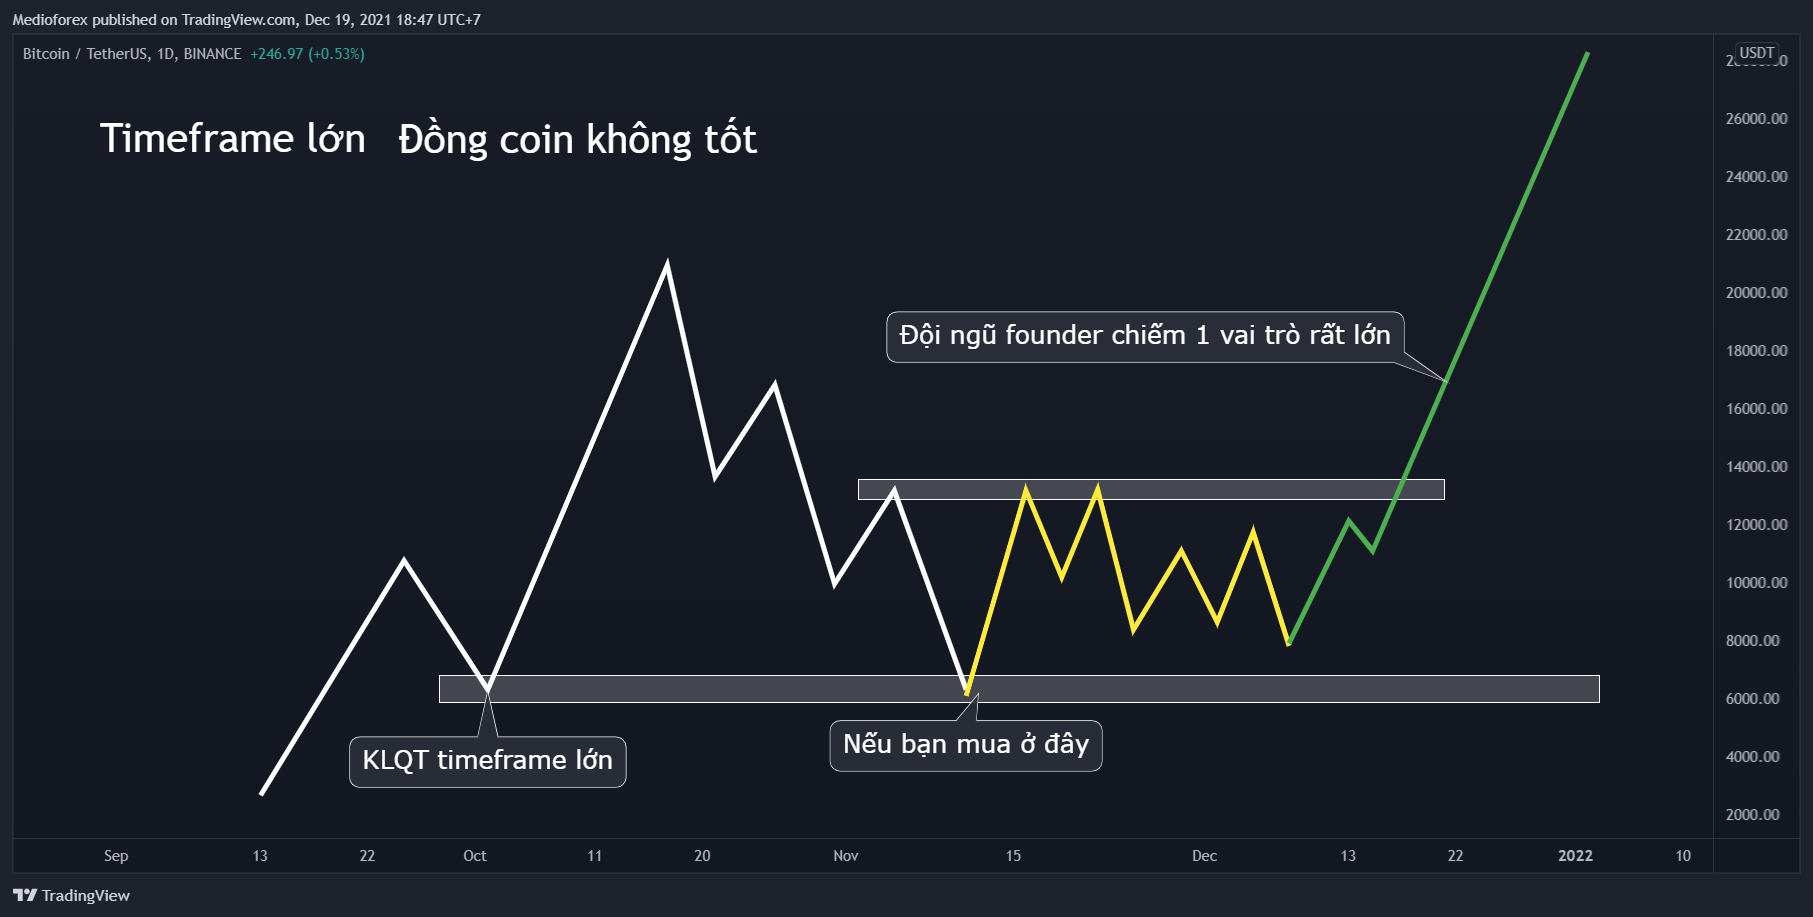 Medioforex published on TradingView.com, Dec 19, 2021 18:47 UTC+7
Bitcoin / TetherUS, 1D, BINANCE +246.97 (+0.53%)
USDT
Timeframe lớn Đồng coin không tốt
26000.00
24000.00
22000.00
20000.00
Đội ngũ founder chiếm 1 vai trò rất lớn
18000.00
16000.00
14000.00
12000.00
10000.00
8000.00
6000.00
Nếu bạn mua ở đây
KLQT timeframe lớn
4000.00
2000.00
Sep 13 22 Oct 11 20 Nov 15 Dec 13 22 2022 10
TradingView